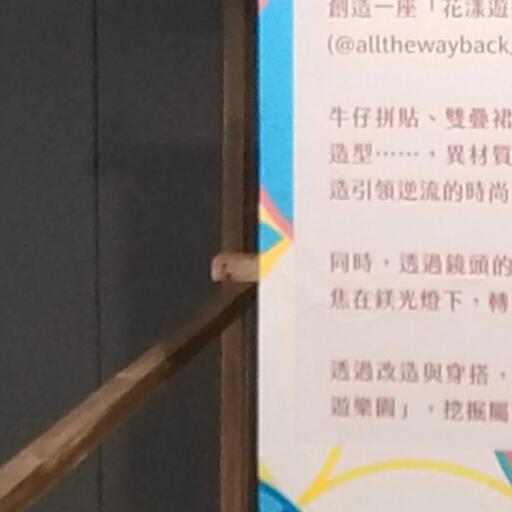 創造一座「花漾遊
(@allthewayback_
牛仔拼貼、雙疊裙
造型……，異材質
造引領逆流的時尚
同時，透過鏡頭的
焦在鎂光燈下，轉
透過改造與穿搭，
遊樂園」，挖掘屬